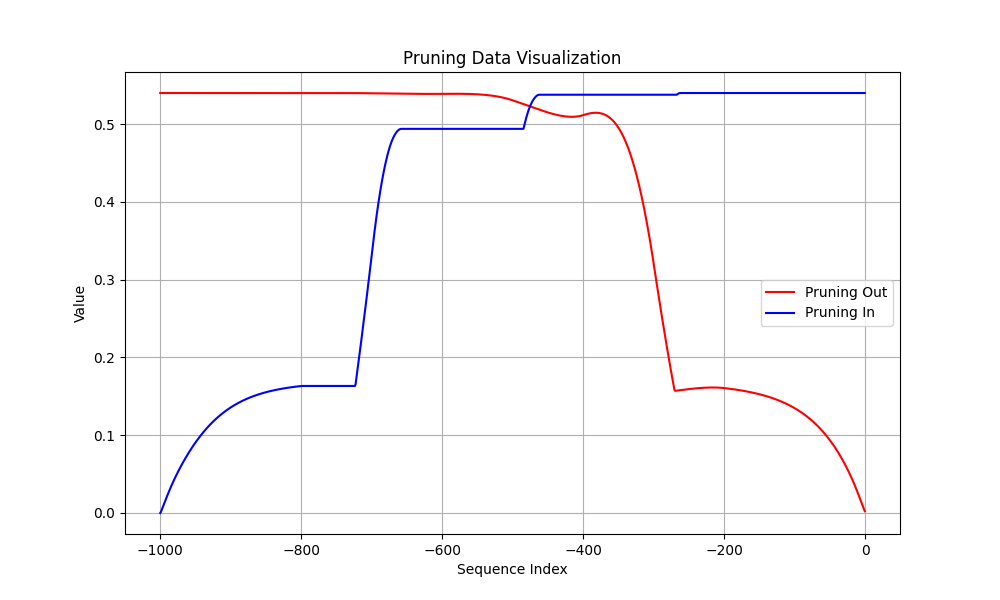 Pruning Data Visualization
Value
0.5
0.4
0.3
0.2
0.1
0.0
Pruning Out
Pruning In
−1000 −800 −600 −400 −200 0
Sequence Index